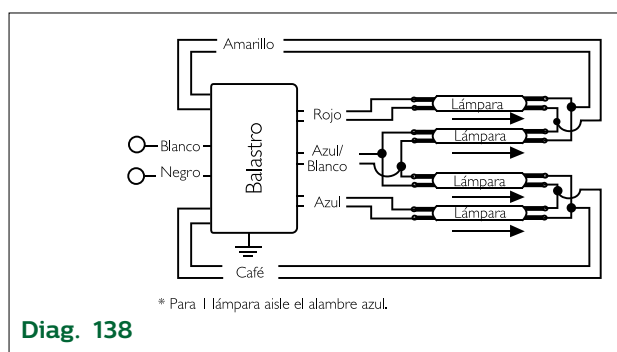 Amarillo
Balastro
Rojo
Lámpara
Lámpara
Blanco
Azul/
Blanco
Negro
Lámpara
Azul
Lámpara
Café
* Para 1 lámpara aisle el alambre azul.
Diag. 138